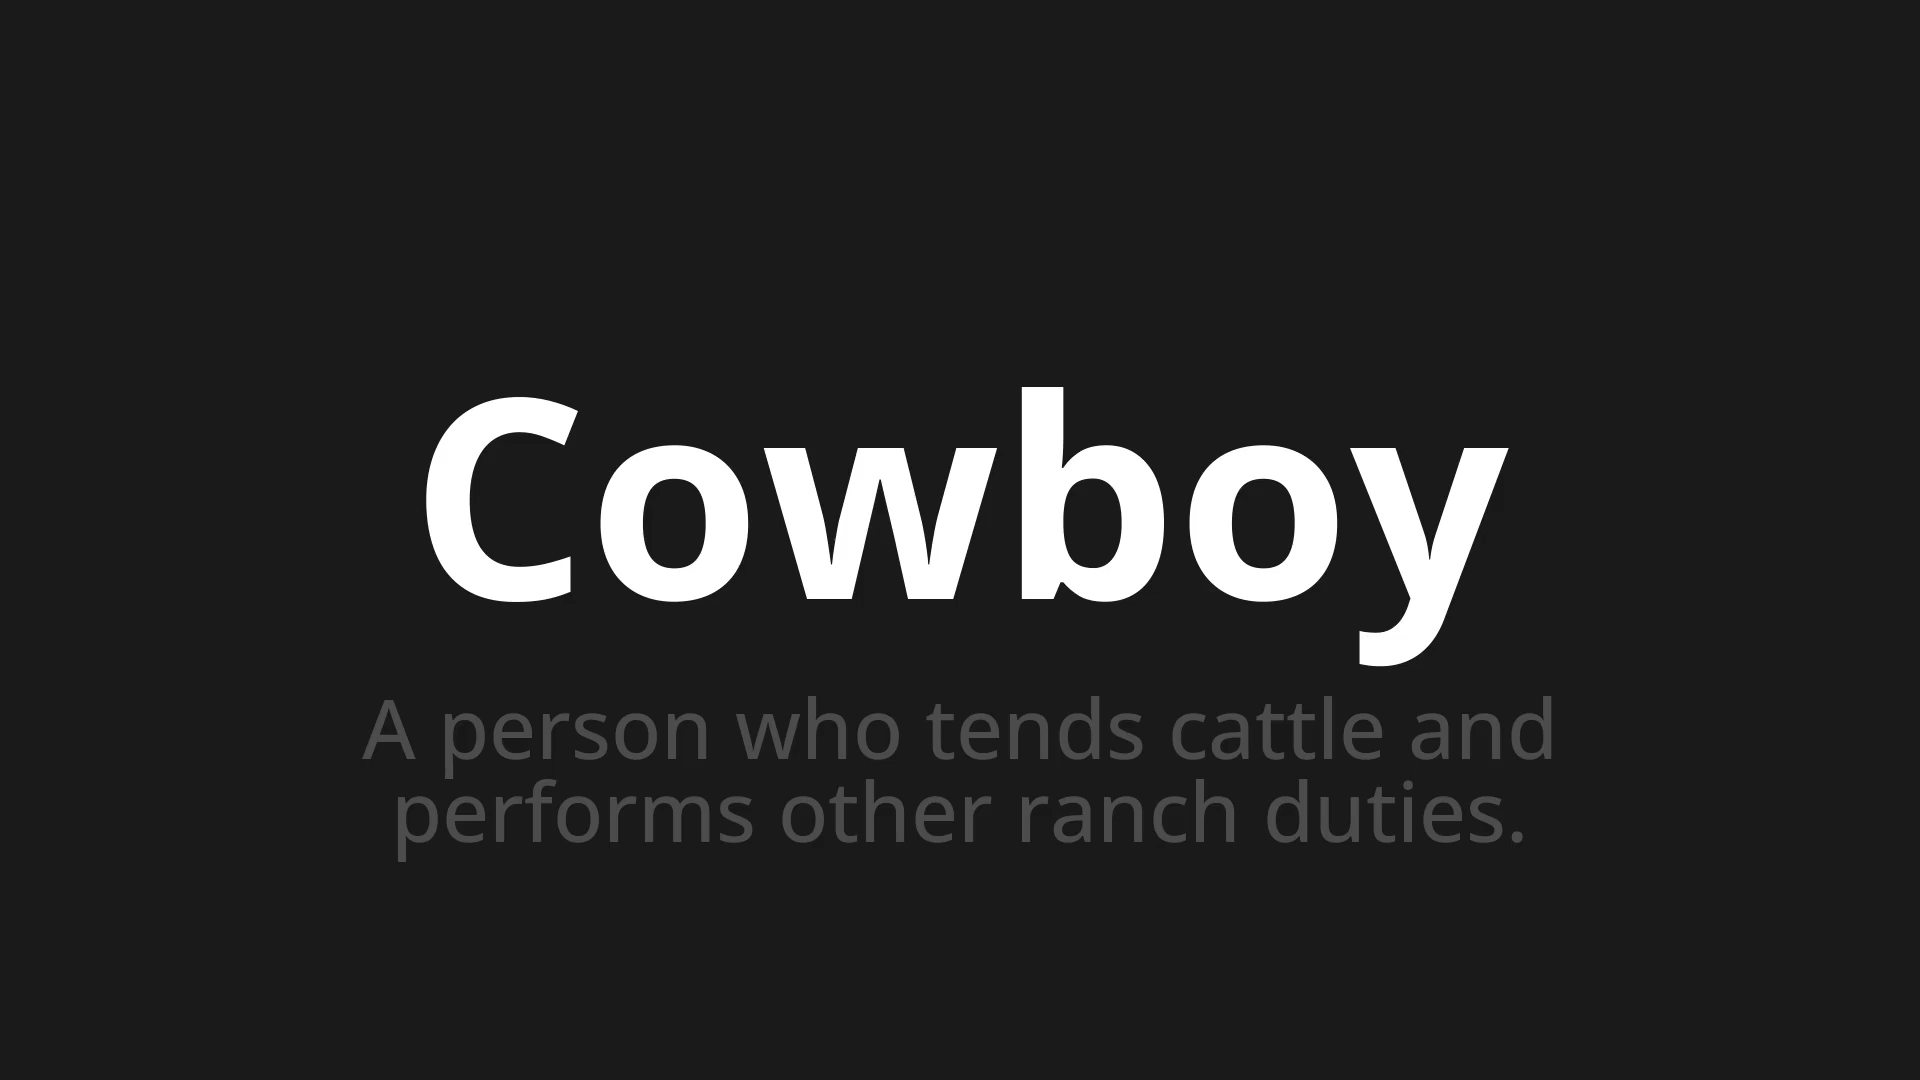 Cowboy
A person who tends cattle and
performs other ranch duties.